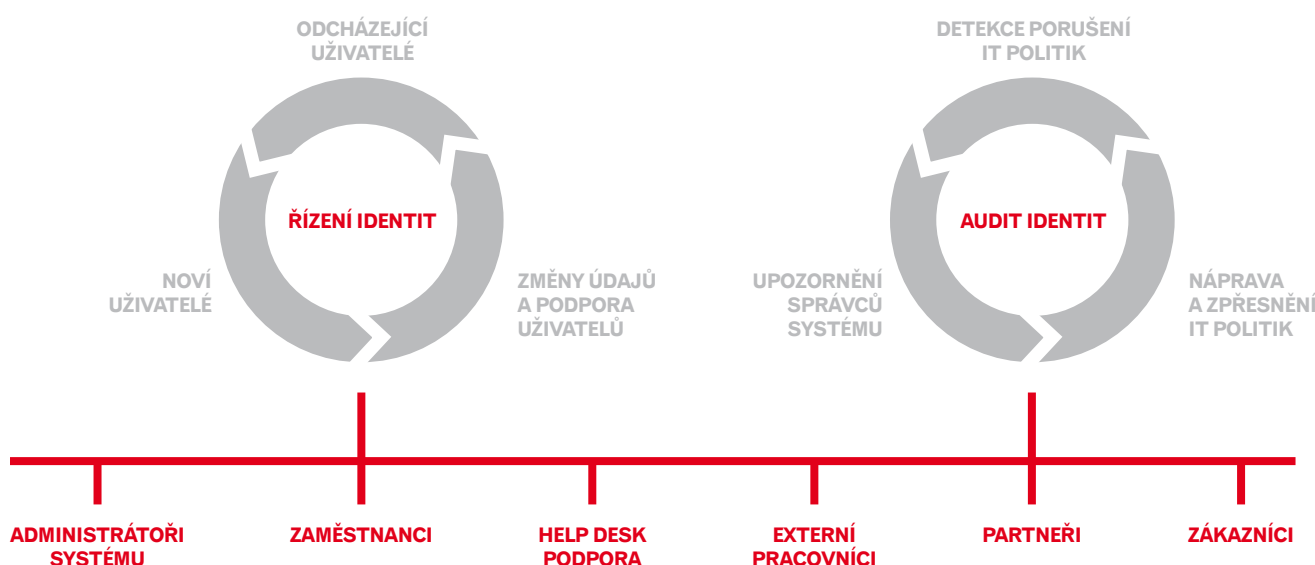 ODCHÁZEJÍCÍ
UŽIVATELÉ
ŘÍZENÍ IDENTIT
NOVÍ
UŽIVATELÉ
ZMĚNY ÚDAJŮ
A PODPORA
UŽIVATELŮ
DETEKCE PORUŠENÍ
IT POLITIK
AUDIT IDENTIT
UPOZORNĚNÍ
SPRÁVCŮ
SYSTÉMU
NÁPRAVA
A ZPŘESNĚNÍ
IT POLITIK
ADMINISTRÁTOŘI
SYSTÉMU
ZAMĚSTNANCI
HELP DESK
PODPORA
EXTERNÍ
PRACOVNÍCI
PARTNEŘI
ZÁKAZNÍCI